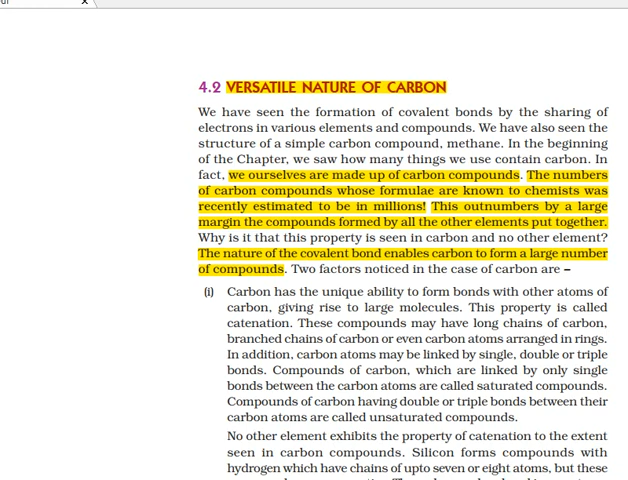 4.2 VERSATILE NATURE OF CARBON
We have seen the formation of covalent bonds by the sharing of
electrons in various elements and compounds. We have also seen the
structure of a simple carbon compound, methane. In the beginning
of the Chapter, we saw how many things we use contain carbon. In
fact, we ourselves are made up of carbon compounds. The numbers
of carbon compounds whose formulae are known to chemists was
recently estimated to be in millions! This outnumbers by a large
margin the compounds formed by all the other elements put together.
Why is it that this property is seen in carbon and no other element?
The nature of the covalent bond enables carbon to form a large number
of compounds. Two factors noticed in the case of carbon are –
(i) Carbon has the unique ability to form bonds with other atoms of
carbon, giving rise to large molecules. This property is called
catenation. These compounds may have long chains of carbon,
branched chains of carbon or even carbon atoms arranged in rings.
In addition, carbon atoms may be linked by single, double or triple
bonds. Compounds of carbon, which are linked by only single
bonds between the carbon atoms are called saturated compounds.
Compounds of carbon having double or triple bonds between their
carbon atoms are called unsaturated compounds.
No other element exhibits the property of catenation to the extent
seen in carbon compounds. Silicon forms compounds with
hydrogen which have chains of upto seven or eight atoms, but these